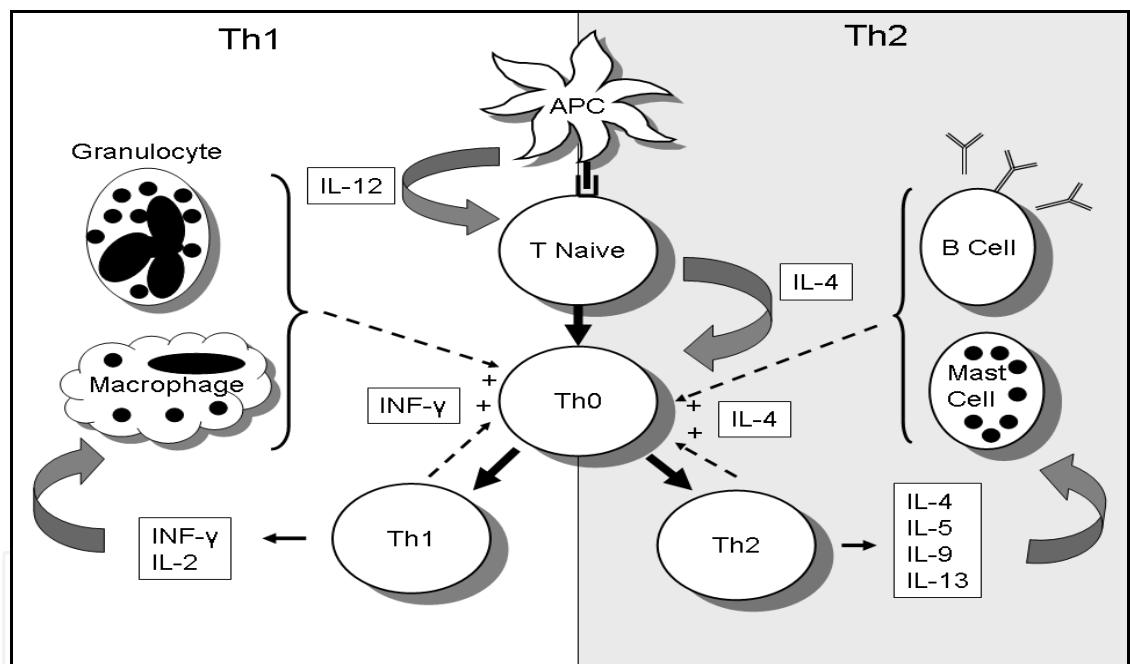 Th1
Th2
APC
Granulocyte
IL-12
T Naive
B Cell
IL-4
Macrophage
Mast
Cell
INF-γ
+
+
Th0
+
+
IL-4
INF-γ
IL-2
Th1
Th2
IL-4
IL-5
IL-9
IL-13